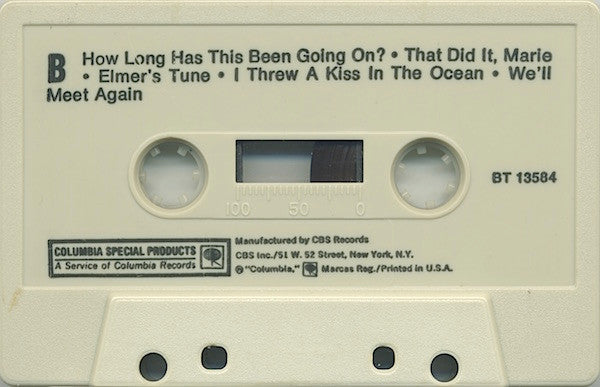 B How Long Has This Been Going On? • That Did It, Marie
• Elmer's Tune • I Threw A Kiss In The Ocean • We'll
Meet Again
BT 13584
100 50 0
COLUMBIA SPECIAL PRODUCTS
A Service of Columbia Records
Manufactured by CBS Records
CBS Inc./51 W. 52 Street, New York, N.Y.
® "Columbia," Marcas Reg./Printed in U.S.A.